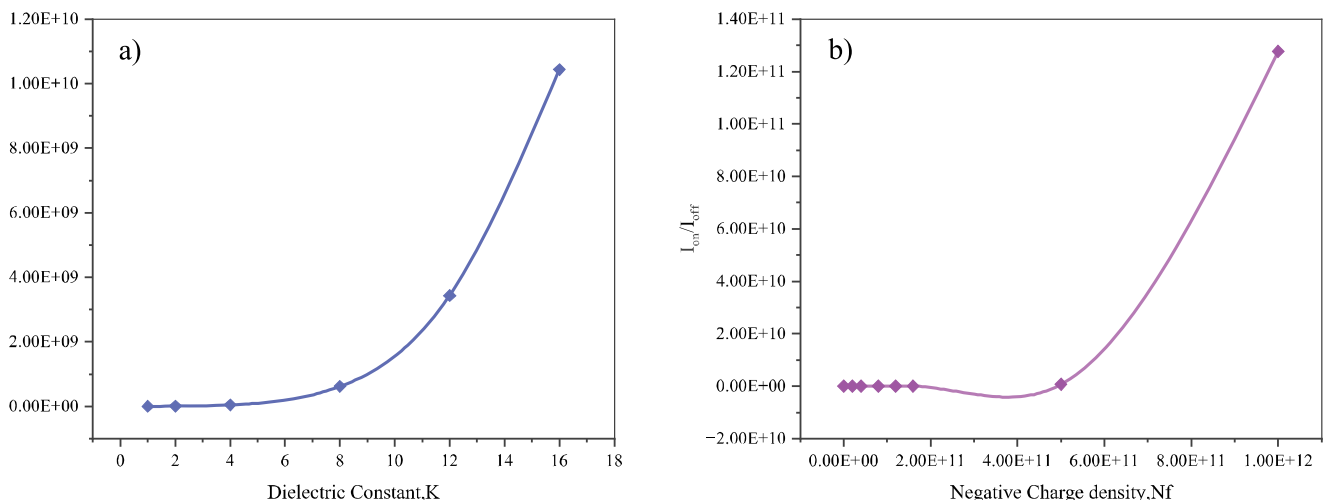 a)
1.20E+10
1.00E+10
8.00E+09
6.00E+09
4.00E+09
2.00E+09
0.00E+00
0 2 4 6 8 10 12 14 16 18
Dielectric Constant,K
b)
Ion/Ioff
1.40E+11
1.20E+11
1.00E+11
8.00E+10
6.00E+10
4.00E+10
2.00E+10
0.00E+00
−2.00E+10
0.00E+00 2.00E+11 4.00E+11 6.00E+11 8.00E+11 1.00E+12
Negative Charge density,Nf